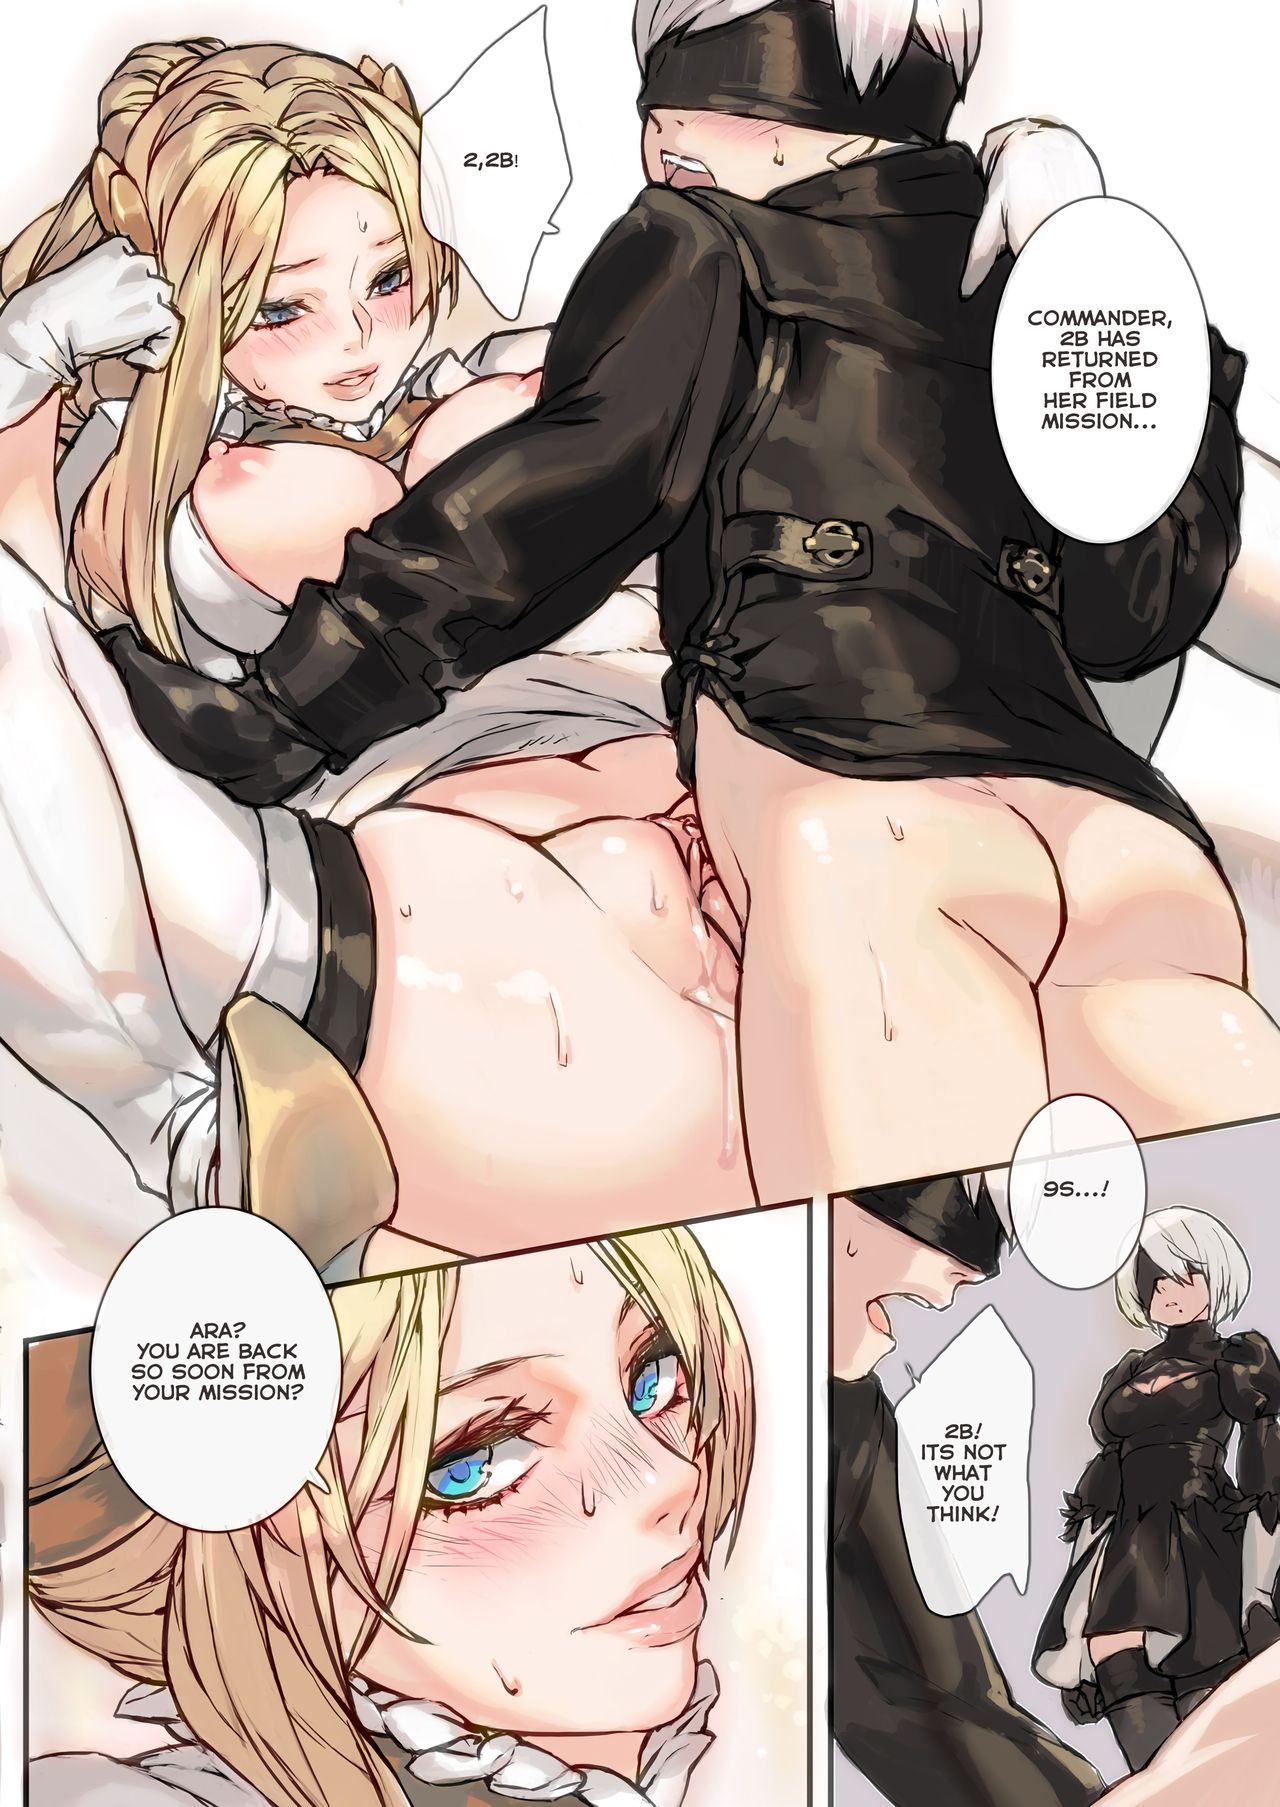 2,2B!
COMMANDER,
2B HAS
RETURNED
FROM
HER FIELD
MISSION...
9S...!
2B!
ITS NOT
WHAT
YOU
THINK!
ARA?
YOU ARE BACK
SO SOON FROM
YOUR MISSION?